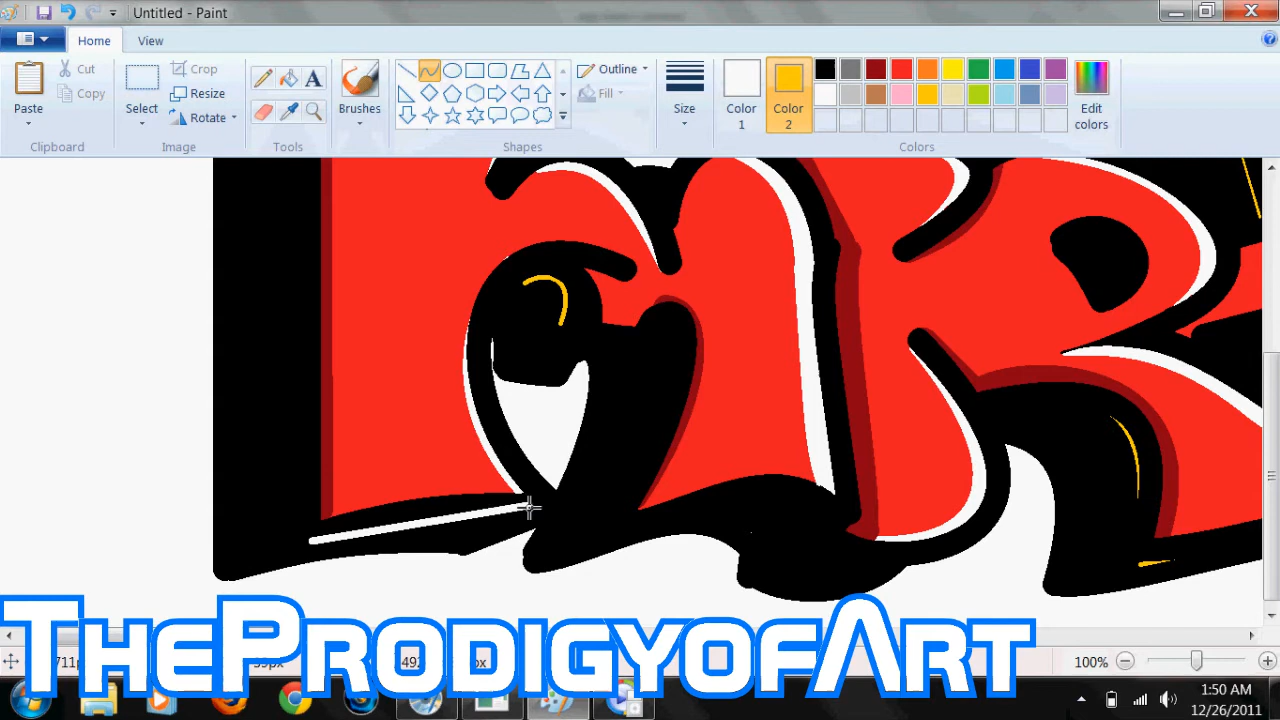 Untitled - Paint
Home View
Cut
Copy
Paste
Clipboard
Select
Crop
Resize
Rotate
Image
A
Tools
Brushes
Outline
Fill
Shapes
Size
Color 1
Color 2
Edit colors
Colors
TheProdigyofArt
100%
1:50 AM
12/26/2011